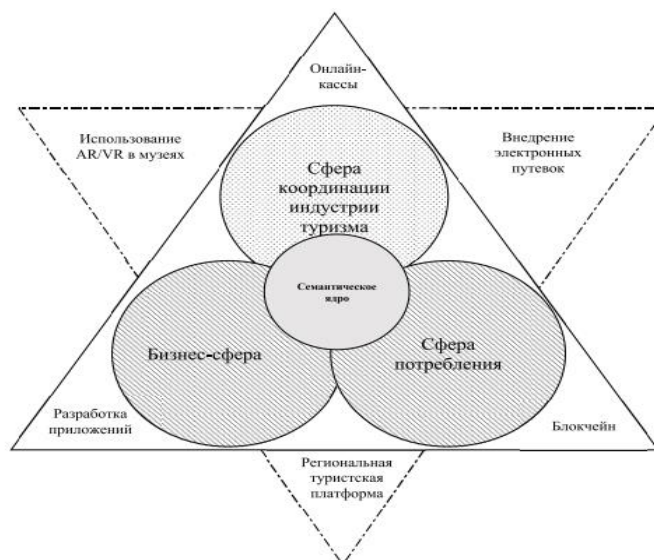 Онлайн-
кассы
Использование
AR/VR в музеях
Внедрение
электронных
путевок
Сфера
координации
индустрии
туризма
Семантическое
ядро
Бизнес-сфера
Сфера
потребления
Разработка
приложений
Блокчейн
Региональная
туристская
платформа